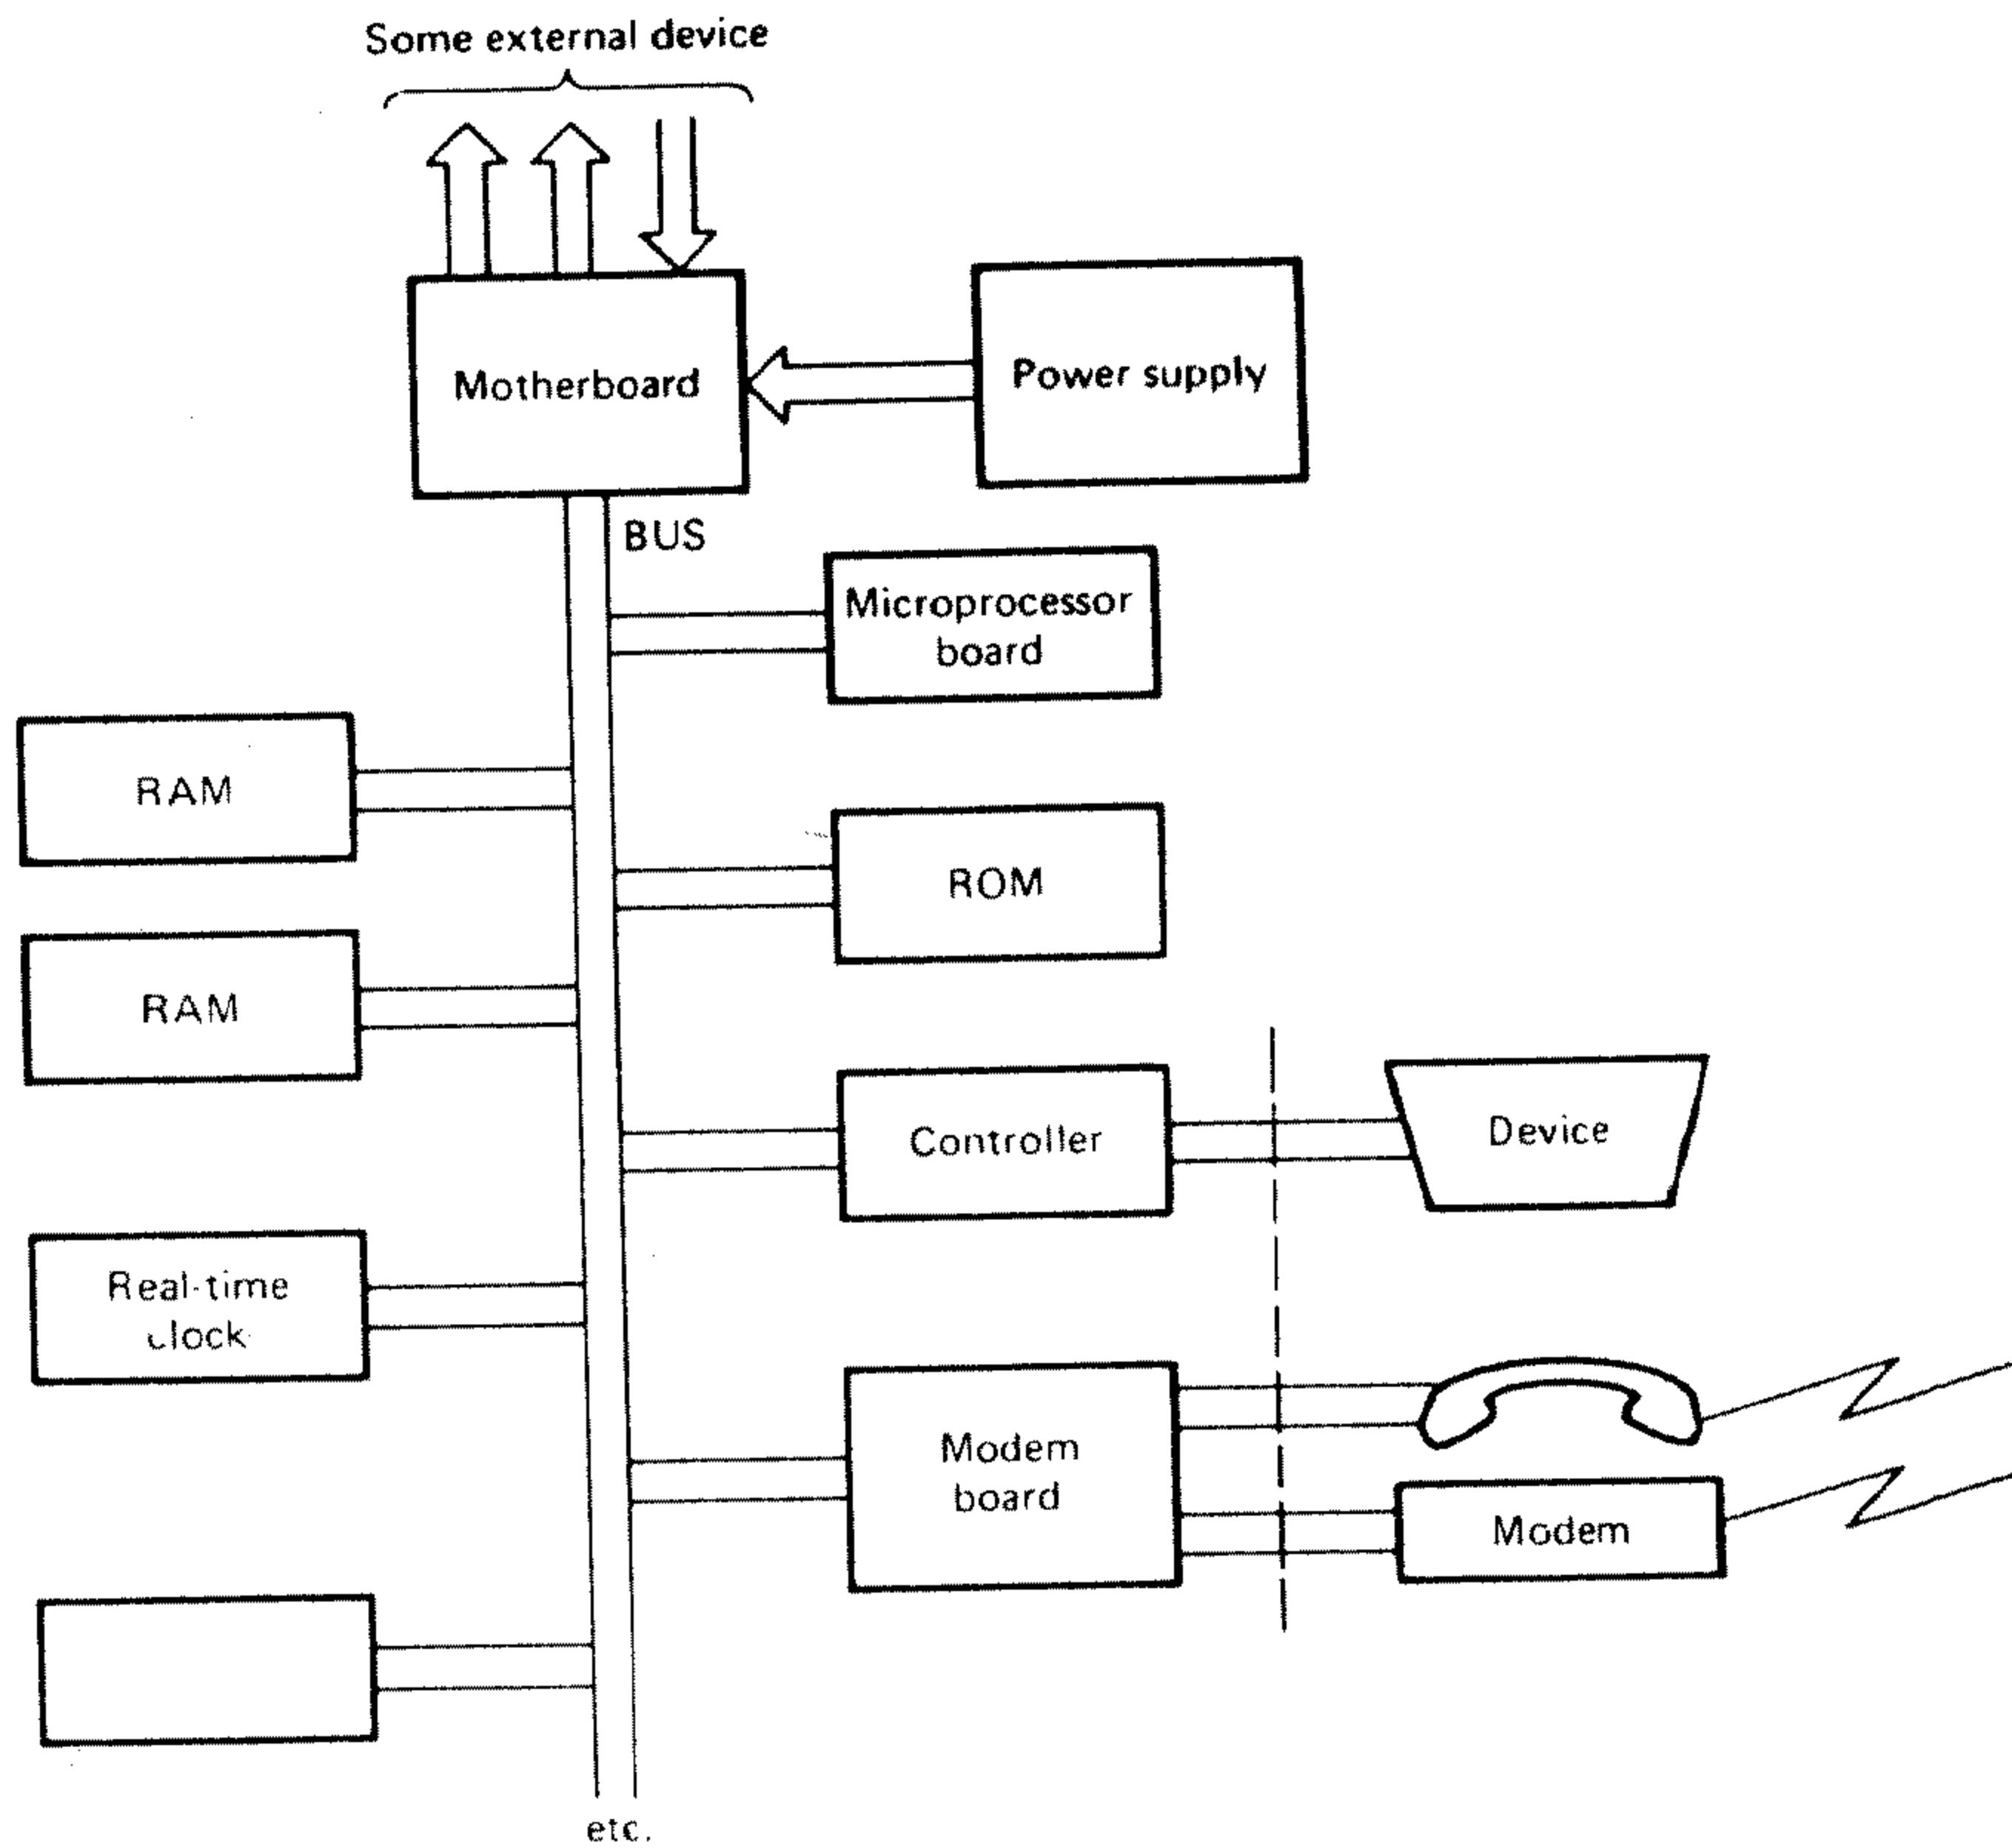 Some external device
Motherboard
Power supply
BUS
Microprocessor
board
RAM
ROM
RAM
Controller
Device
Real-time
clock
Modem
board
Modem
etc.